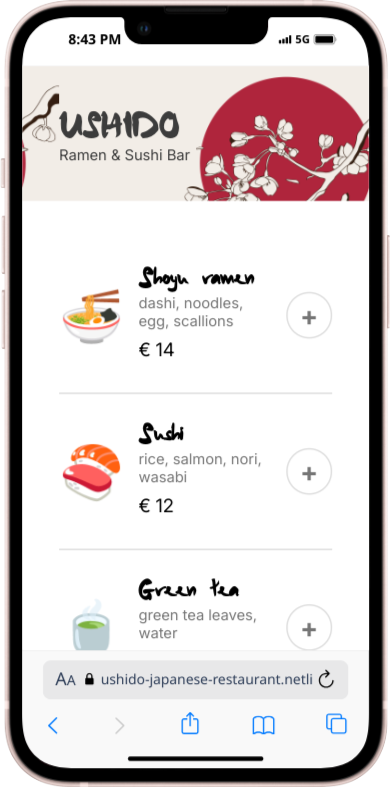 8:43 PM
5G
USHIDO
Ramen & Sushi Bar
Shoyu ramen
dashi, noodles,
egg, scallions
+
€ 14
Sushi
rice, salmon, nori,
wasabi
+
€ 12
Green tea
green tea leaves,
water
+
AA ushido-japanese-restaurant.netli